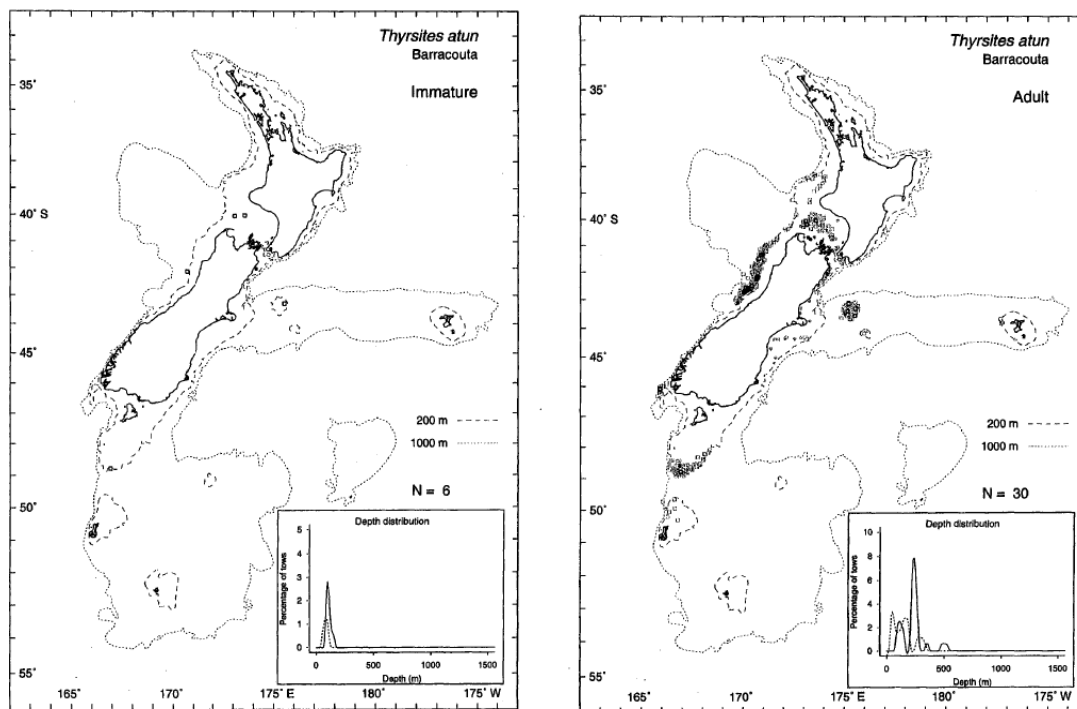 Thyrsites atun
Barracouta
Immature
35°
40° S
45°
50°
55°
200 m
1000 m
N = 6
Depth distribution
Percentage of tows
5
4
3
2
1
0
0
500
1000
1500
Depth (m)
165°
170°
175° E
180°
175° W
Thyrsites atun
Barracouta
Adult
35°
40° S
45°
50°
55°
200 m
1000 m
N = 30
Depth distribution
Percentage of tows
10
8
6
4
2
0
0
500
1000
1500
Depth (m)
165°
170°
175° E
180°
175° W